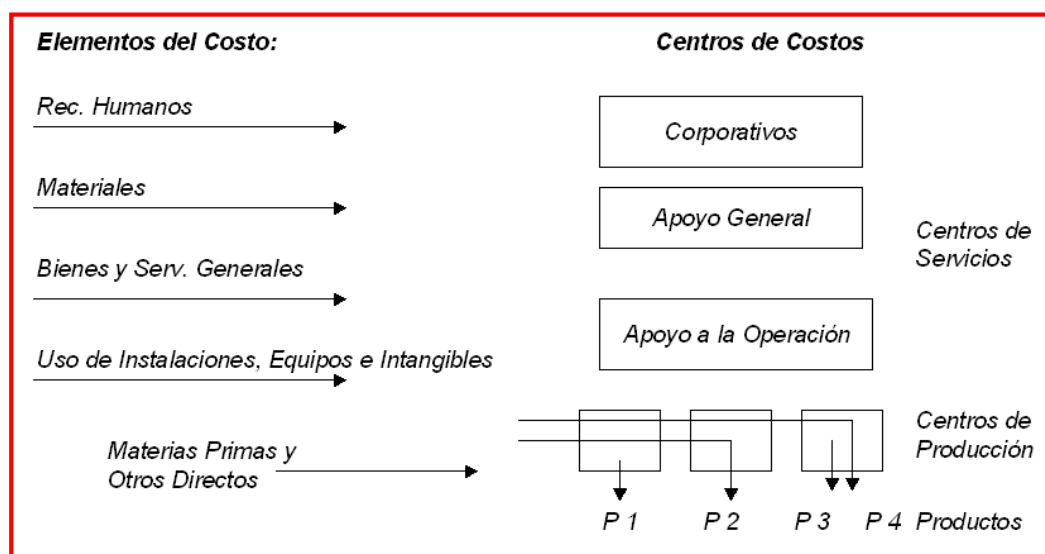 Elementos del Costo:
Centros de Costos
Rec. Humanos
Corporativos
Materiales
Apoyo General
Centros de
Servicios
Bienes y Serv. Generales
Apoyo a la Operación
Uso de Instalaciones, Equipos e Intangibles
Centros de
Producción
Materias Primas y
Otros Directos
P 1 P 2 P 3 P 4 Productos